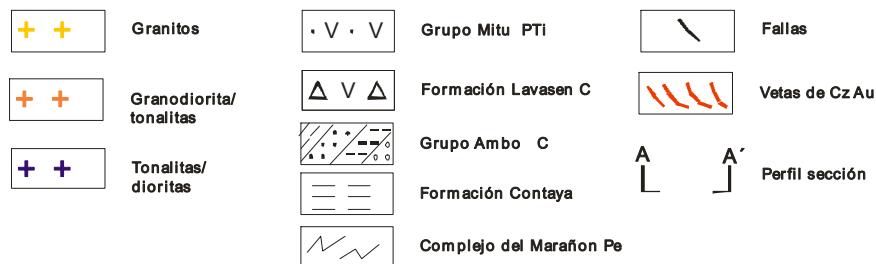 Granitos
Granodiorita/
tonalitas
Tonalitas/
dioritas
Grupo Mitu PTi
Formación Lavasen C
Grupo Ambo C
Formación Contaya
Complejo del Marañon Pe
Fallas
Vetas de Cz Au
A A´
Perfil sección